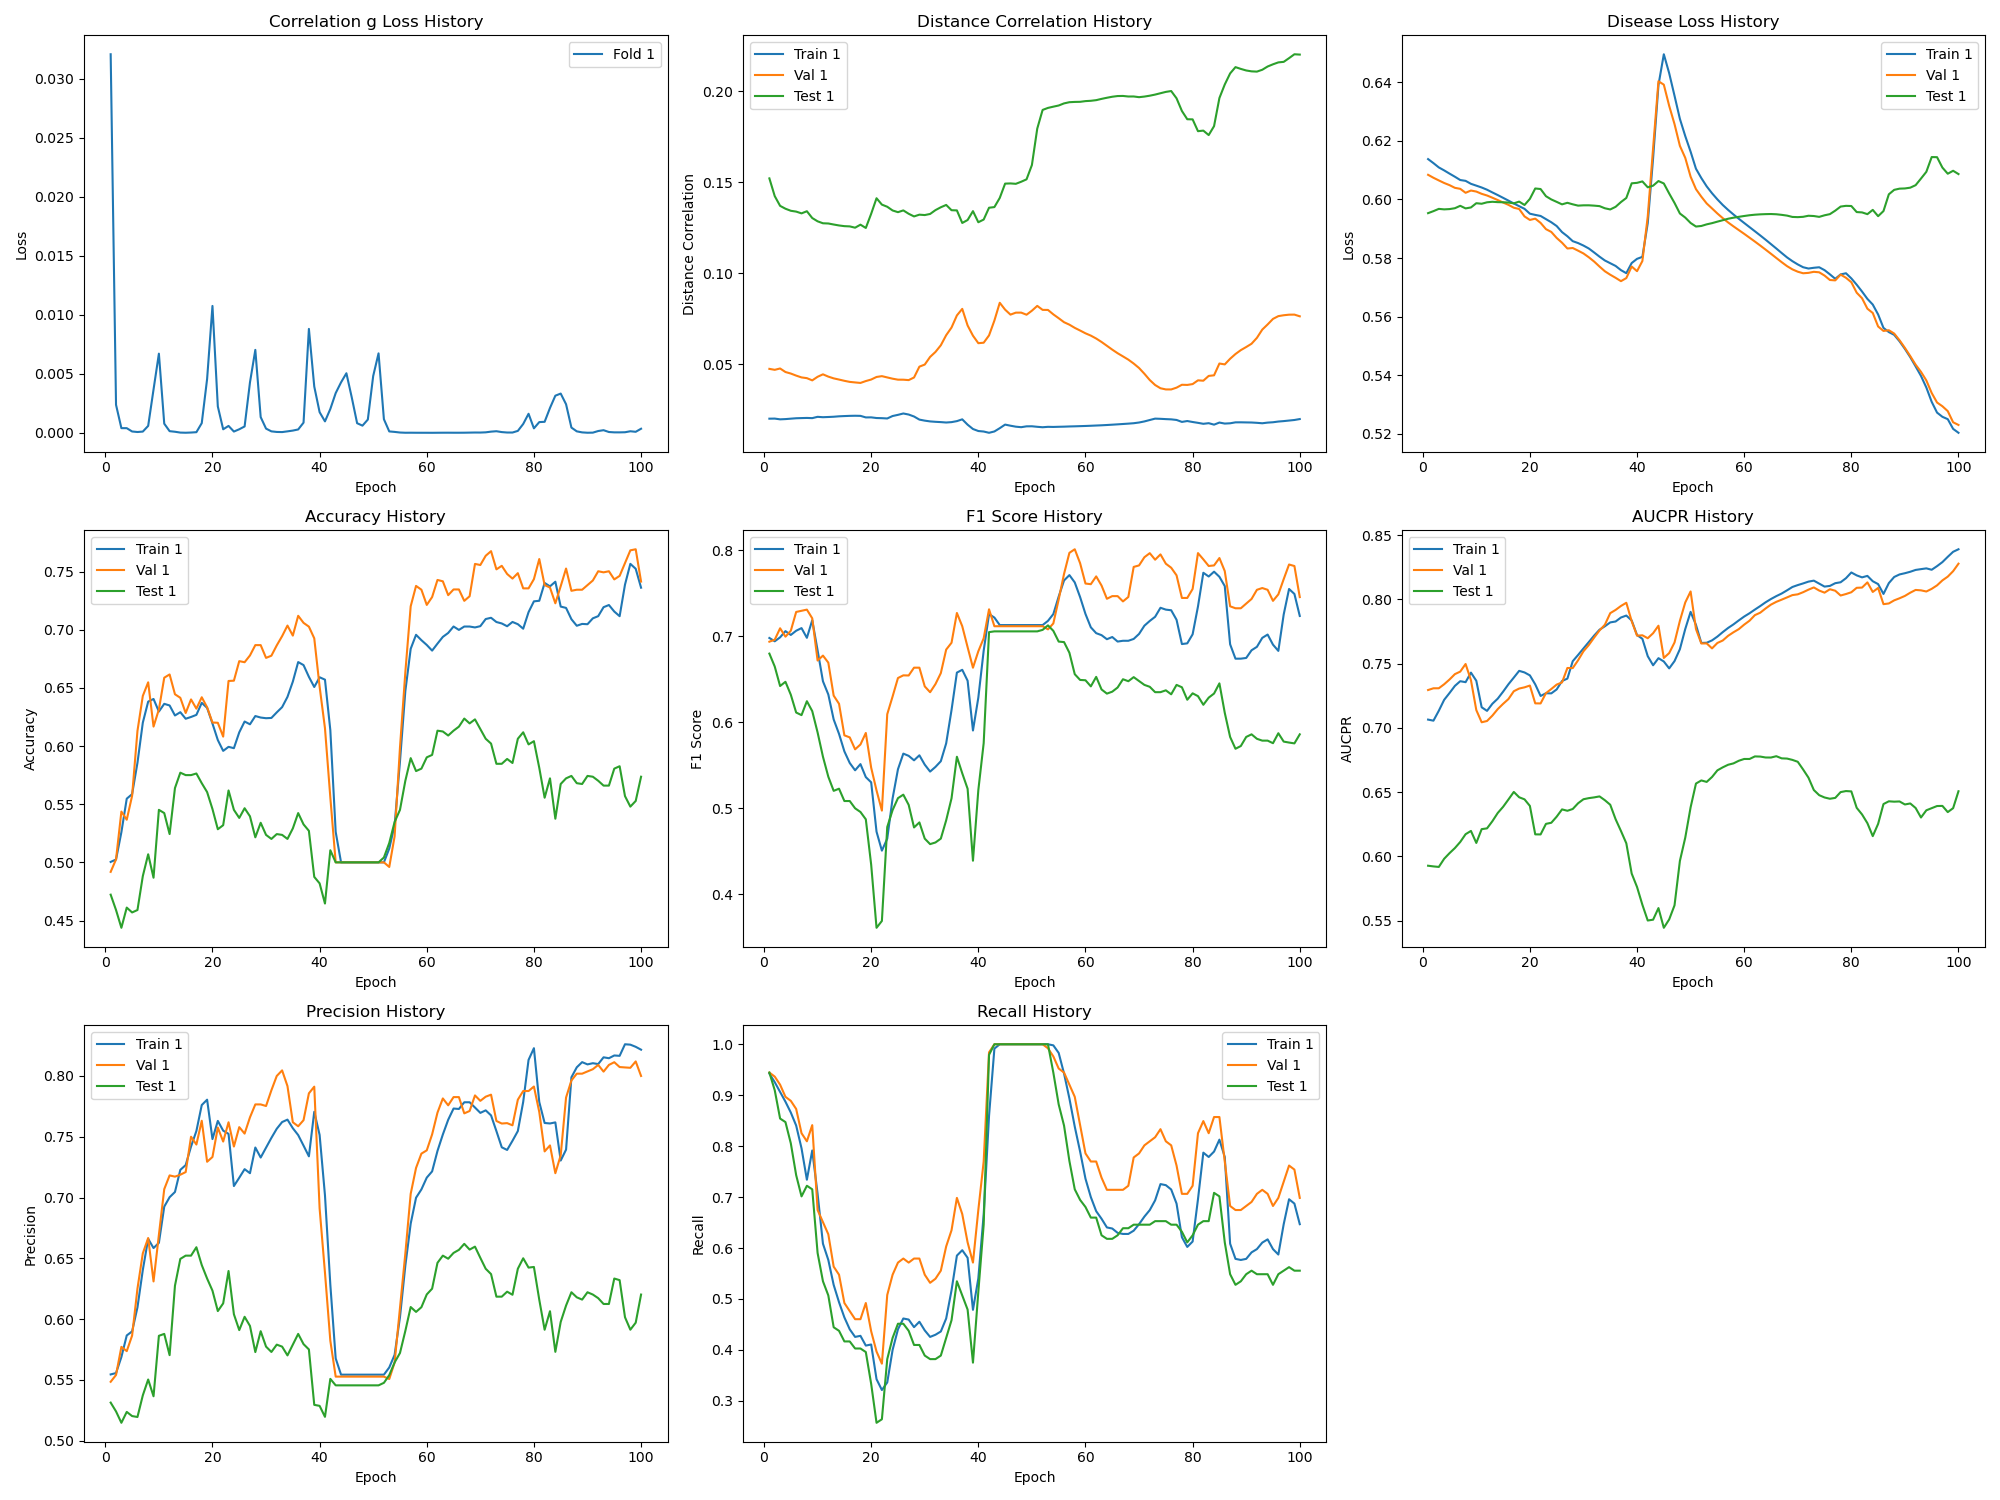 Correlation g Loss History
Fold 1
0.030
0.025
0.020
0.015
0.010
0.005
0.000
Loss
0 20 40 60 80 100
Epoch
Distance Correlation History
Train 1
Val 1
Test 1
0.20
0.15
0.10
0.05
Distance Correlation
0 20 40 60 80 100
Epoch
Disease Loss History
Train 1
Val 1
Test 1
0.64
0.62
0.60
0.58
0.56
0.54
0.52
Loss
0 20 40 60 80 100
Epoch
Accuracy History
Train 1
Val 1
Test 1
0.75
0.70
0.65
0.60
0.55
0.50
0.45
Accuracy
0 20 40 60 80 100
Epoch
F1 Score History
Train 1
Val 1
Test 1
0.8
0.7
0.6
0.5
0.4
F1 Score
0 20 40 60 80 100
Epoch
AUCPR History
Train 1
Val 1
Test 1
0.85
0.80
0.75
0.70
0.65
0.60
0.55
AUCPR
0 20 40 60 80 100
Epoch
Precision History
Train 1
Val 1
Test 1
0.80
0.75
0.70
0.65
0.60
0.55
0.50
Precision
0 20 40 60 80 100
Epoch
Recall History
Train 1
Val 1
Test 1
1.0
0.9
0.8
0.7
0.6
0.5
0.4
0.3
Recall
0 20 40 60 80 100
Epoch